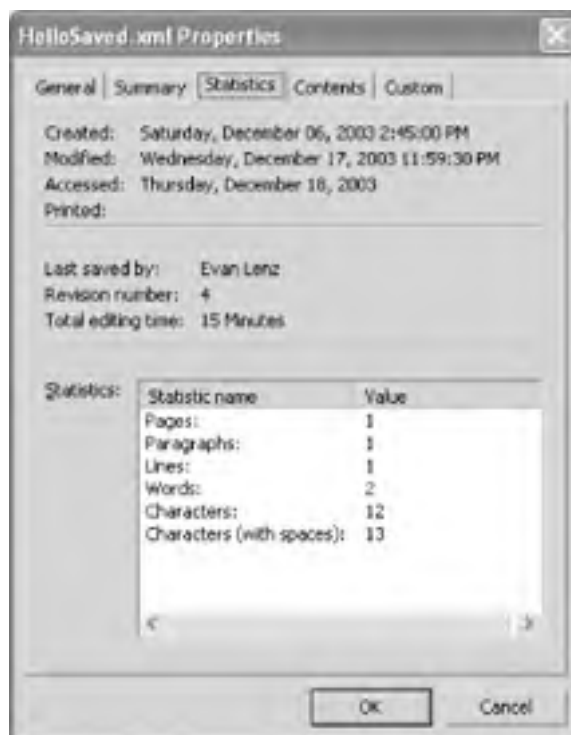 HelloSaved.xml Properties
General Summary Statistics Contents Custom
Created: Saturday, December 06, 2003 2:45:00 PM
Modified: Wednesday, December 17, 2003 11:59:30 PM
Accessed: Thursday, December 18, 2003
Printed:
Last saved by: Evan Lenz
Revision number: 4
Total editing time: 15 Minutes
Statistics:
Statistic name Value
Pages: 1
Paragraphs: 1
Lines: 1
Words: 2
Characters: 12
Characters (with spaces): 13
OK Cancel